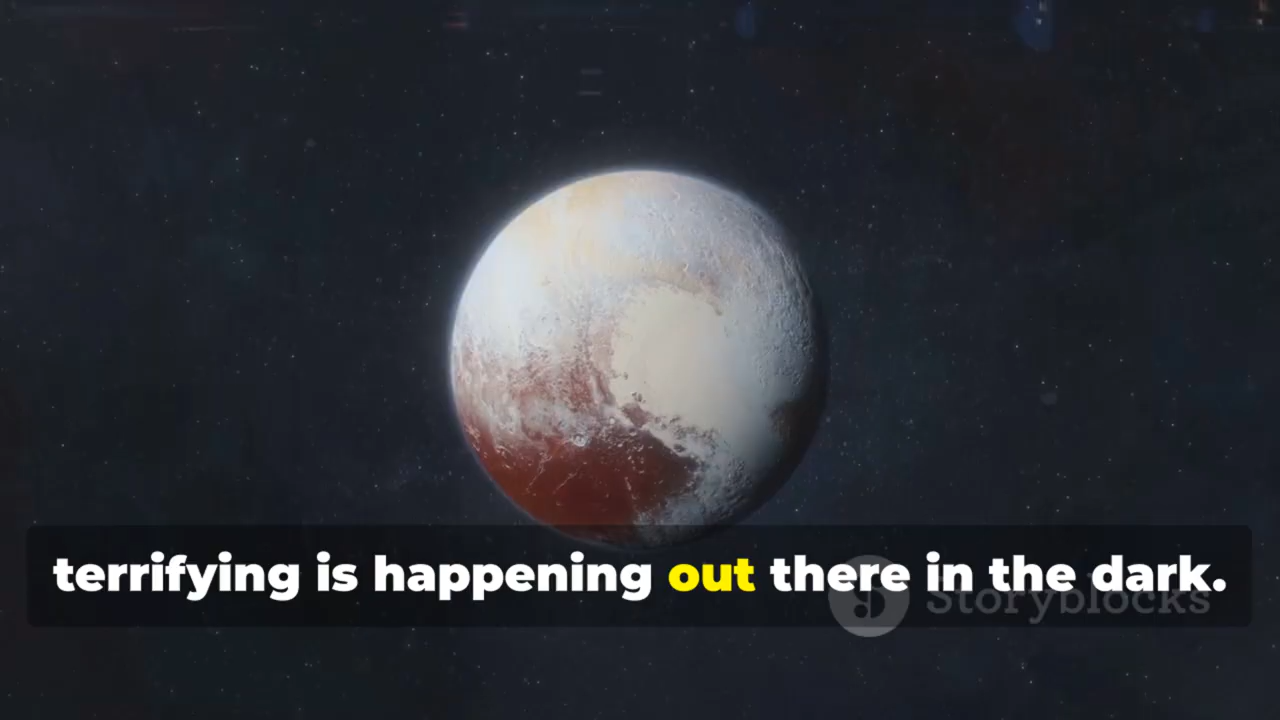 terrifying is happening out there in the dark.
Storyblocks